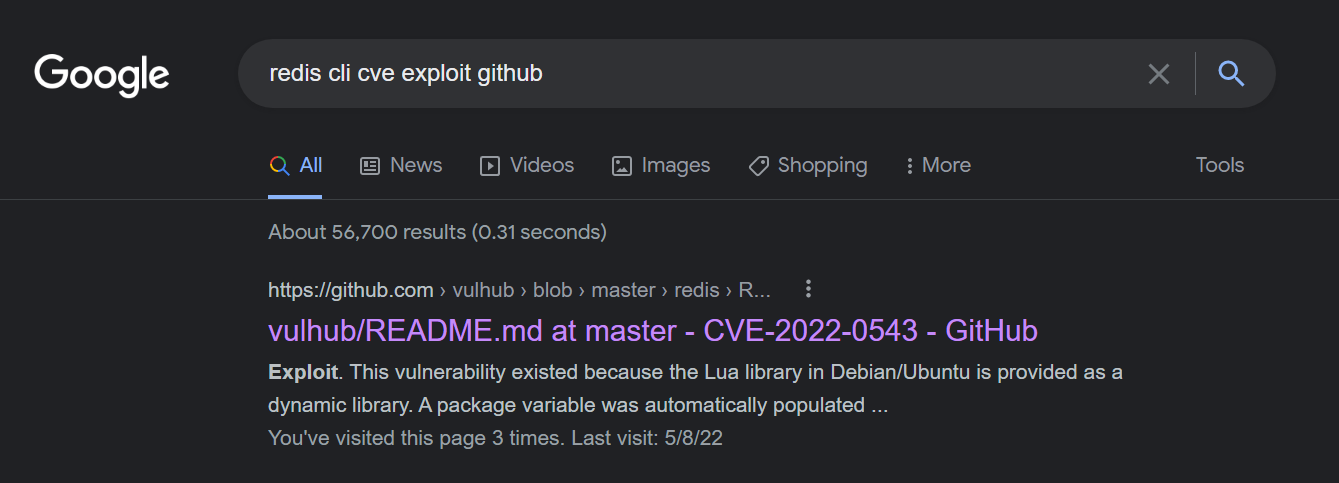 Google
redis cli cve exploit github
All News Videos Images Shopping More Tools
About 56,700 results (0.31 seconds)
https://github.com › vulhub › blob › master › redis › R...
vulhub/README.md at master - CVE-2022-0543 - GitHub
Exploit. This vulnerability existed because the Lua library in Debian/Ubuntu is provided as a
dynamic library. A package variable was automatically populated ...
You've visited this page 3 times. Last visit: 5/8/22